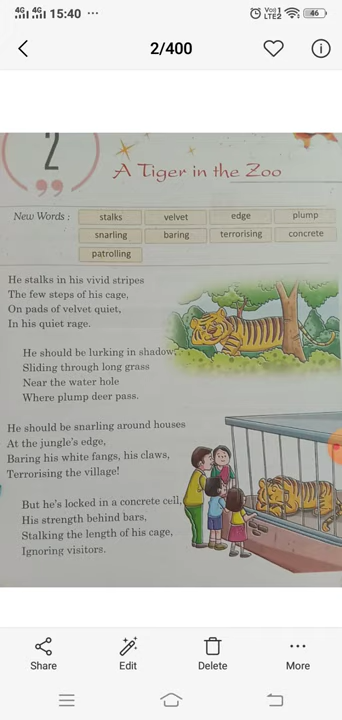 4G 4G 15:40 ...
Vo) 1 LTE2 46
2/400
2
A Tiger in the Zoo
New Words : stalks velvet edge plump
snarling baring terrorising concrete
patrolling
He stalks in his vivid stripes
The few steps of his cage,
On pads of velvet quiet,
In his quiet rage.
He should be lurking in shadow,
Sliding through long grass
Near the water hole
Where plump deer pass.
He should be snarling around houses
At the jungle's edge,
Baring his white fangs, his claws,
Terrorising the village!
But he's locked in a concrete cell,
His strength behind bars,
Stalking the length of his cage,
Ignoring visitors.
Share Edit Delete More